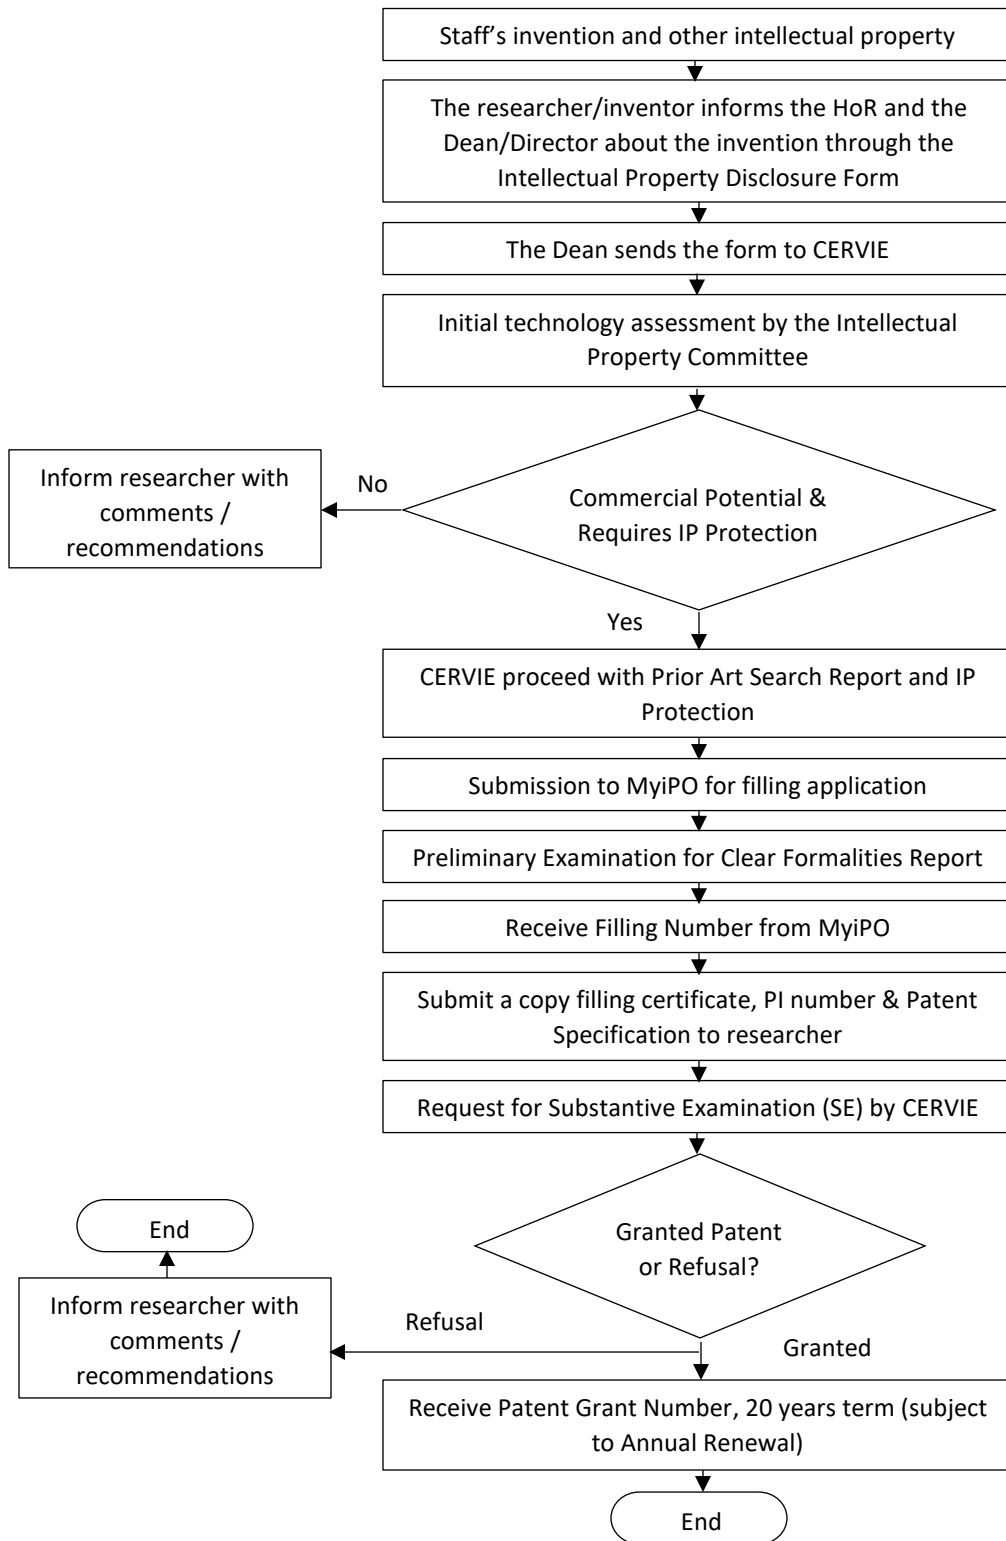 Staff’s invention and other intellectual property
The researcher/inventor informs the HoR and the
Dean/Director about the invention through the
Intellectual Property Disclosure Form
The Dean sends the form to CERVIE
Initial technology assessment by the Intellectual
Property Committee
Commercial Potential &
Requires IP Protection
No
Inform researcher with
comments /
recommendations
Yes
CERVIE proceed with Prior Art Search Report and IP
Protection
Submission to MyiPO for filling application
Preliminary Examination for Clear Formalities Report
Receive Filling Number from MyiPO
Submit a copy filling certificate, PI number & Patent
Specification to researcher
Request for Substantive Examination (SE) by CERVIE
Granted Patent
or Refusal?
Refusal
Inform researcher with
comments /
recommendations
End
Granted
Receive Patent Grant Number, 20 years term (subject
to Annual Renewal)
End